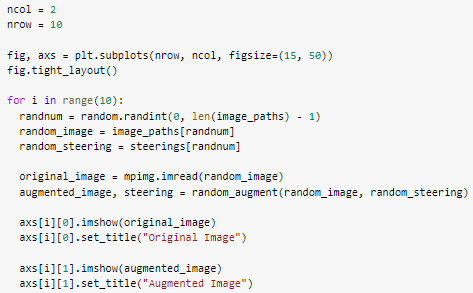 ncol = 2
nrow = 10
fig, axs = plt.subplots(nrow, ncol, figsize=(15, 50))
fig.tight_layout()
for i in range(10):
  randnum = random.randint(0, len(image_paths) - 1)
  random_image = image_paths[randnum]
  random_steering = steerings[randnum]
  original_image = mpimg.imread(random_image)
  augmented_image, steering = random_augment(random_image, random_steering)
  axs[i][0].imshow(original_image)
  axs[i][0].set_title("Original Image")
  axs[i][1].imshow(augmented_image)
  axs[i][1].set_title("Augmented Image")